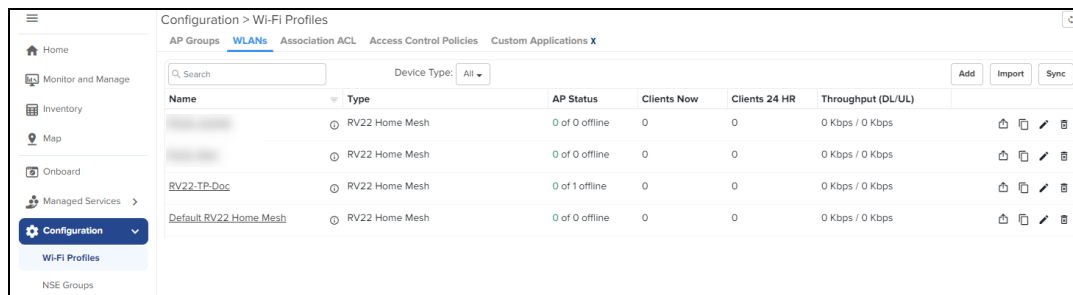 Configuration > Wi-Fi Profiles
AP Groups WLANs Association ACL Access Control Policies Custom Applications X
Home
Monitor and Manage
Inventory
Map
Onboard
Managed Services >
Configuration
Wi-Fi Profiles
NSE Groups
Search Device Type: All Add Import Sync
Name Type AP Status Clients Now Clients 24 HR Throughput (DL/UL)
RV22 Home Mesh 0 of 0 offline 0 0 0 Kbps / 0 Kbps
RV22 Home Mesh 0 of 0 offline 0 0 0 Kbps / 0 Kbps
RV22-TP-Doc RV22 Home Mesh 0 of 1 offline 0 0 0 Kbps / 0 Kbps
Default RV22 Home Mesh RV22 Home Mesh 0 of 0 offline 0 0 0 Kbps / 0 Kbps